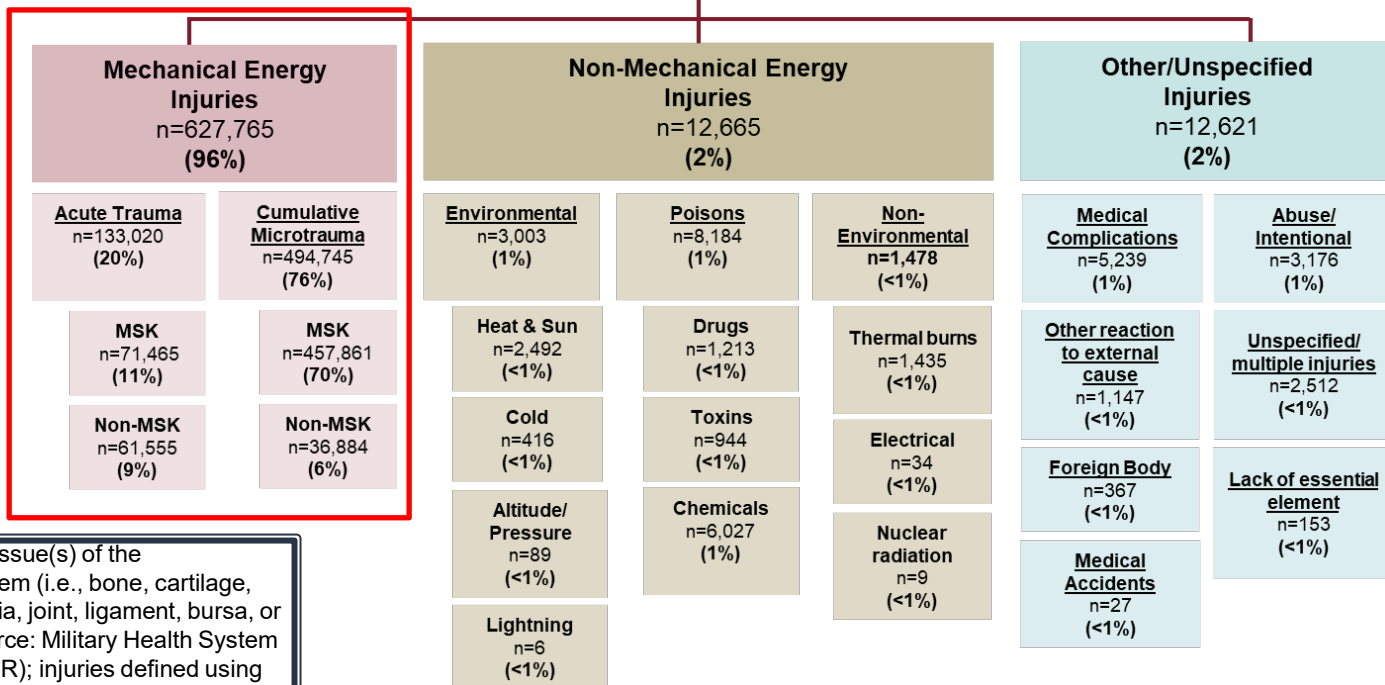 Mechanical Energy
Injuries
n=627,765
(96%)
Acute Trauma
n=133,020
(20%)
MSK
n=71,465
(11%)
Non-MSK
n=61,555
(9%)
Cumulative
Microtrauma
n=494,745
(76%)
MSK
n=457,861
(70%)
Non-MSK
n=36,884
(6%)
Non-Mechanical Energy
Injuries
n=12,665
(2%)
Environmental
n=3,003
(1%)
Heat & Sun
n=2,492
(<1%)
Cold
n=416
(<1%)
Altitude/
Pressure
n=89
(<1%)
Lightning
n=6
(<1%)
Poisons
n=8,184
(1%)
Drugs
n=1,213
(<1%)
Toxins
n=944
(<1%)
Chemicals
n=6,027
(1%)
Non-
Environmental
n=1,478
(<1%)
Thermal burns
n=1,435
(<1%)
Electrical
n=34
(<1%)
Nuclear
radiation
n=9
(<1%)
Other/Unspecified
Injuries
n=12,621
(2%)
Medical
Complications
n=5,239
(1%)
Other reaction
to external
cause
n=1,147
(<1%)
Foreign Body
n=367
(<1%)
Medical
Accidents
n=27
(<1%)
Abuse/
Intentional
n=3,176
(1%)
Unspecified/
multiple injuries
n=2,512
(<1%)
Lack of essential
element
n=153
(<1%)
issue(s) of the
em (i.e., bone, cartilage,
ia, joint, ligament, bursa, or
rce: Military Health System
R); injuries defined using